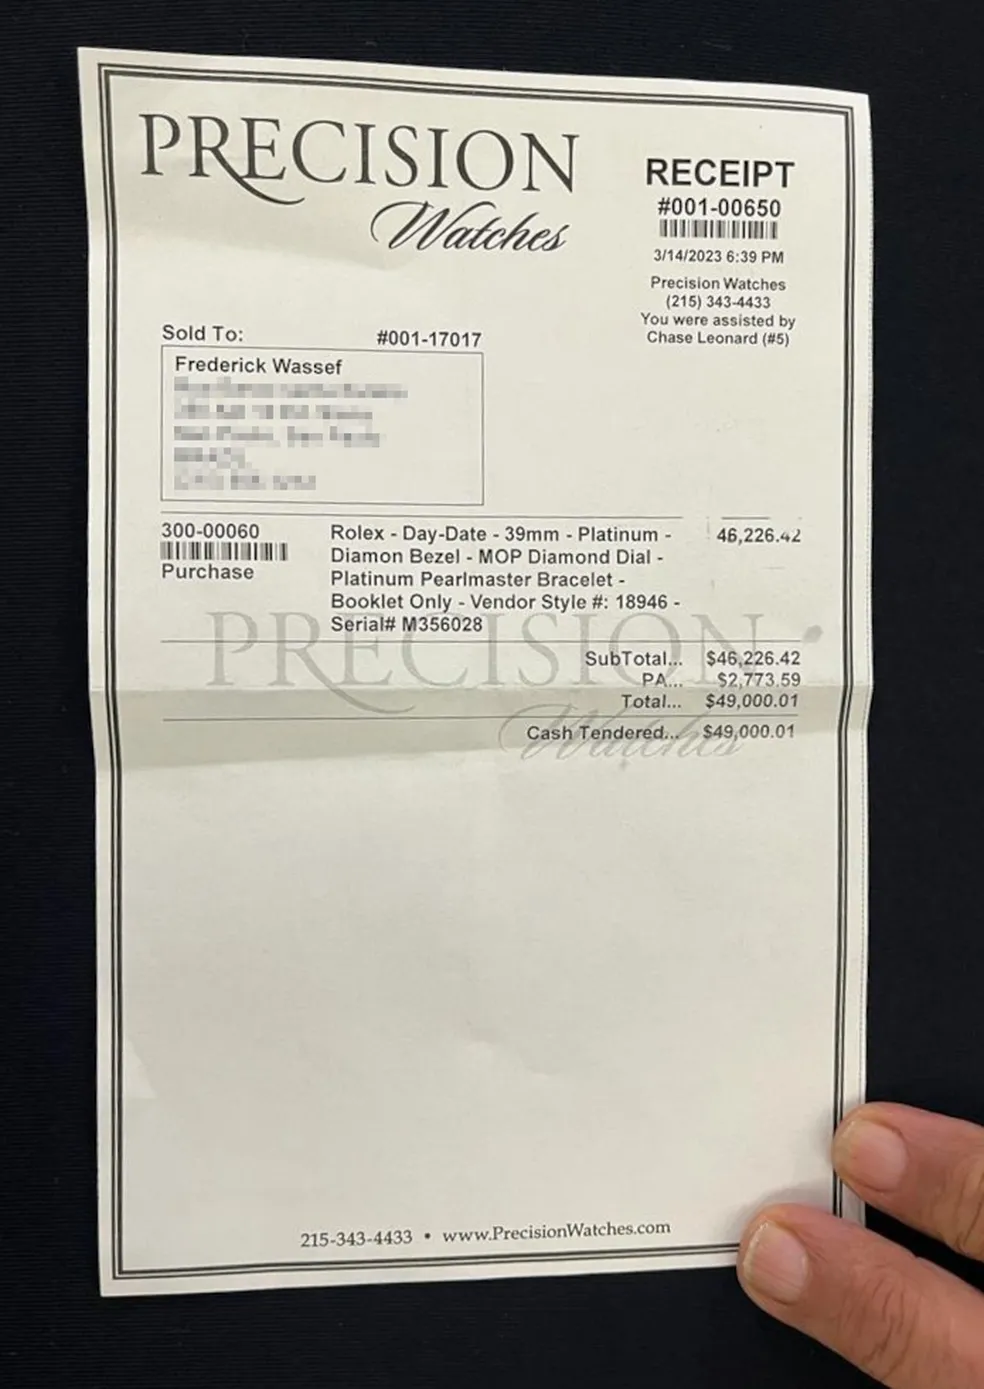 PRECISION
Watches
RECEIPT
#001-00650
3/14/2023 6:39 PM
Precision Watches
(215) 343-4433
You were assisted by
Chase Leonard (#5)
Sold To: #001-17017
Frederick Wassef
300-00060 Rolex - Day-Date - 39mm - Platinum - 46,226.42
Diamon Bezel - MOP Diamond Dial -
Purchase Platinum Pearlmaster Bracelet -
Booklet Only - Vendor Style #: 18946 -
Serial# M356028
PRECISION
Watches
SubTotal... $46,226.42
PA... $2,773.59
Total... $49,000.01
Cash Tendered... $49,000.01
215-343-4433 • www.PrecisionWatches.com